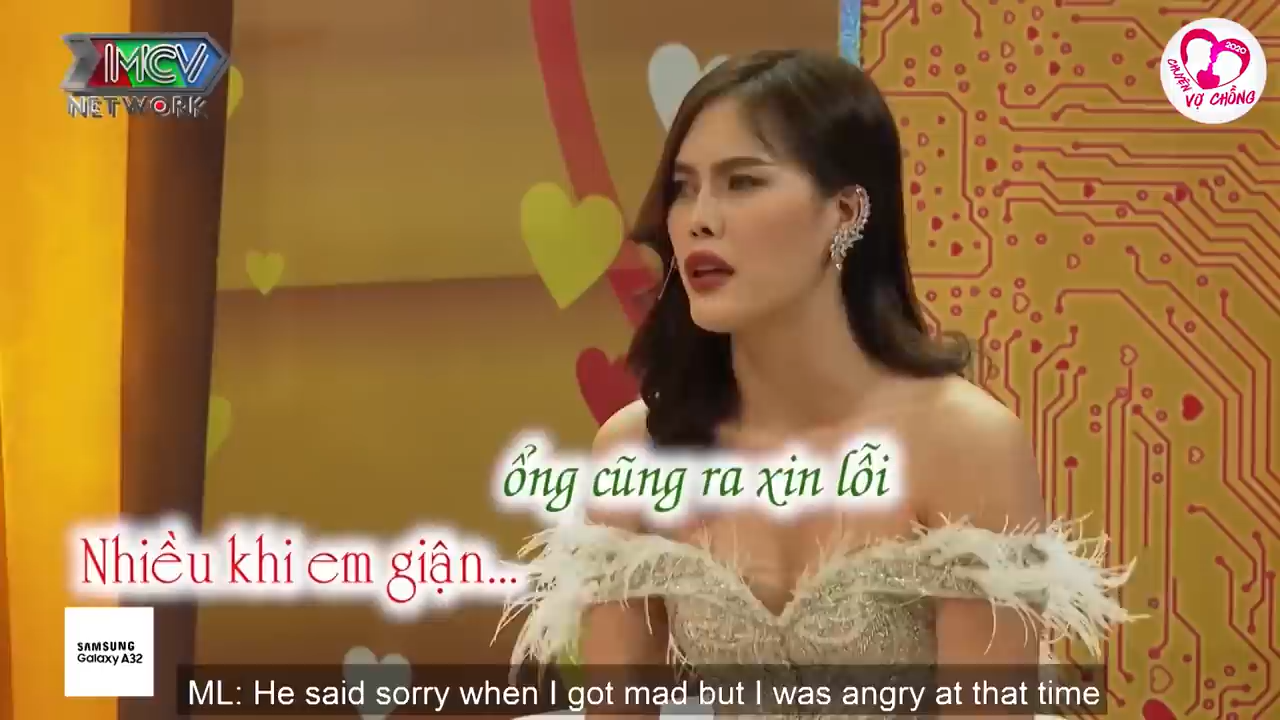 MCV
NETWORK
2020
CHUYỆN
VỢ CHỒNG
ổng cũng ra xin lỗi
Nhiều khi em giận...
SAMSUNG
Galaxy A32
ML: He said sorry when I got mad but I was angry at that time